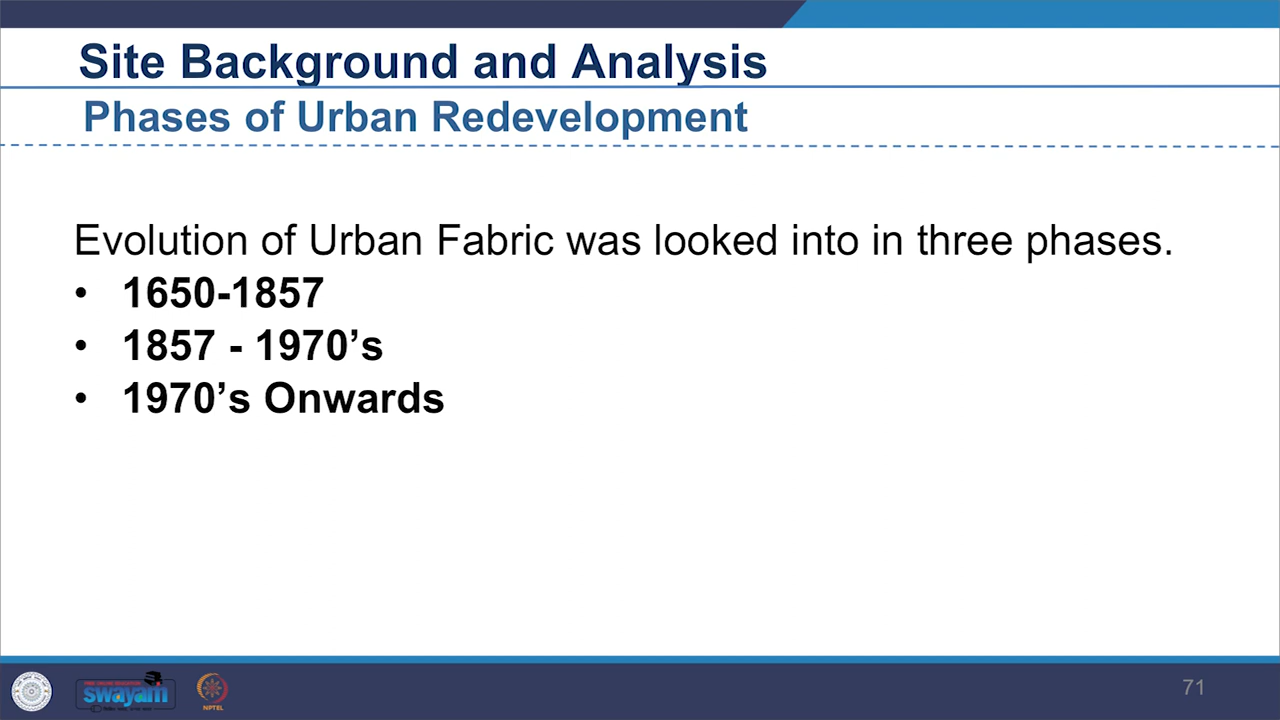 Site Background and Analysis
Phases of Urban Redevelopment
Evolution of Urban Fabric was looked into in three phases.
• 1650-1857
• 1857 - 1970’s
• 1970’s Onwards
swayam
NPTEL
71